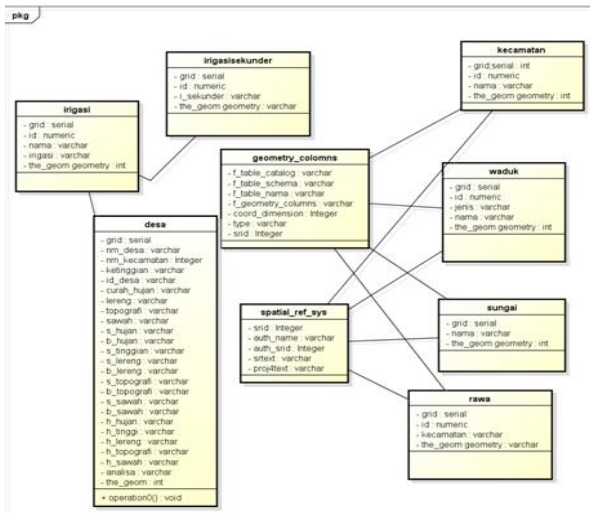 pkg
irigasisekunder
- grid : serial
- id : numeric
- i_sekunder : varchar
- the_geom geometry : varchar
kecamatan
- grid;serial : int
- id : numeric
- nama : varchar
- the_geom geometry : int
irigasi
- grid : serial
- id : numeric
- nama : varchar
- irigasi : varchar
- the_geom geometry : int
geometry_colomns
- f_table_catalog : varchar
- f_table_schema : varchar
- f_table_nama : varchar
- f_geometry_columns : varchar
- coord_dimension : Integer
- type : varchar
- srid : Integer
waduk
- grid : serial
- id : numeric
- jenis : varchar
- nama : varchar
- the_geom geometry : int
desa
- grid : serial
- nm_desa : varchar
- nm_kecamatan : Integer
- ketinggian : varchar
- id_desa : varchar
- curah_hujan : varchar
- lereng : varchar
- topografi : varchar
- sawah : varchar
- s_hujan : varchar
- b_hujan : varchar
- s_tinggian : varchar
- s_lereng : varchar
- b_lereng : varchar
- s_topografi : varchar
- b_topografi : varchar
- s_sawah : varchar
- b_sawah : varchar
- h_hujan : varchar
- h_tinggi : varchar
- h_lereng : varchar
- h_topografi : varchar
- h_sawah : varchar
- analisa : varchar
- the_geom : int
+ operation0() : void
spatial_ref_sys
- srid : Integer
- auth_name : varchar
- auth_srid : Integer
- srtext : varchar
- proj4text : varchar
sungai
- grid : serial
- nama : varchar
- the_geom geometry : int
rawa
- grid : serial
- id : numeric
- kecamatan : varchar
- the_geom geometry : varchar